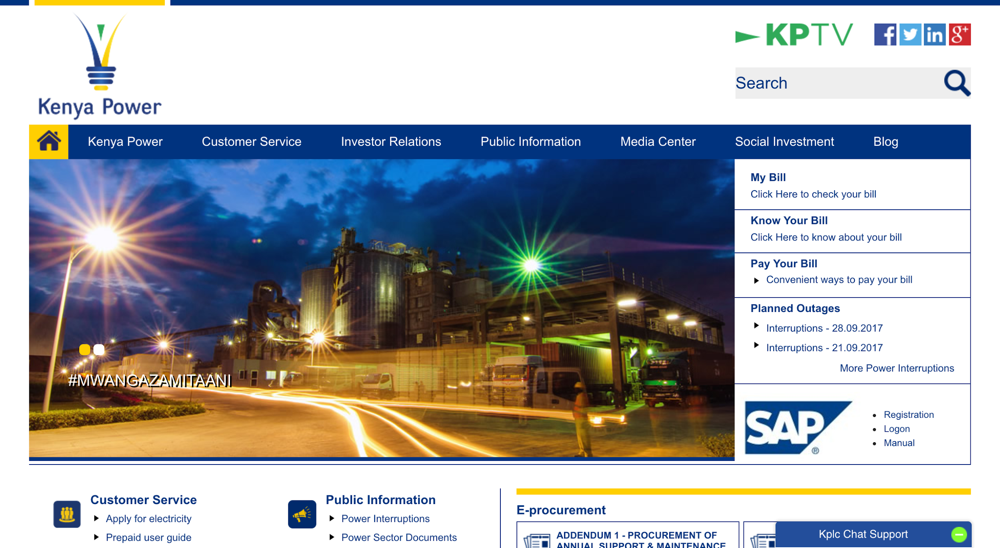 Kenya Power
KPTV
f in g+
Search
Kenya Power Customer Service Investor Relations Public Information Media Center Social Investment Blog
#MWANGAZAMITAANI
My Bill
Click Here to check your bill
Know Your Bill
Click Here to know about your bill
Pay Your Bill
Convenient ways to pay your bill
Planned Outages
Interruptions - 28.09.2017
Interruptions - 21.09.2017
More Power Interruptions
SAP ®
Registration
Logon
Manual
Customer Service
Apply for electricity
Prepaid user guide
Public Information
Power Interruptions
Power Sector Documents
E-procurement
ADDENDUM 1 - PROCUREMENT OF
ANNUAL SUPPORT & MAINTENANCE
Kplc Chat Support